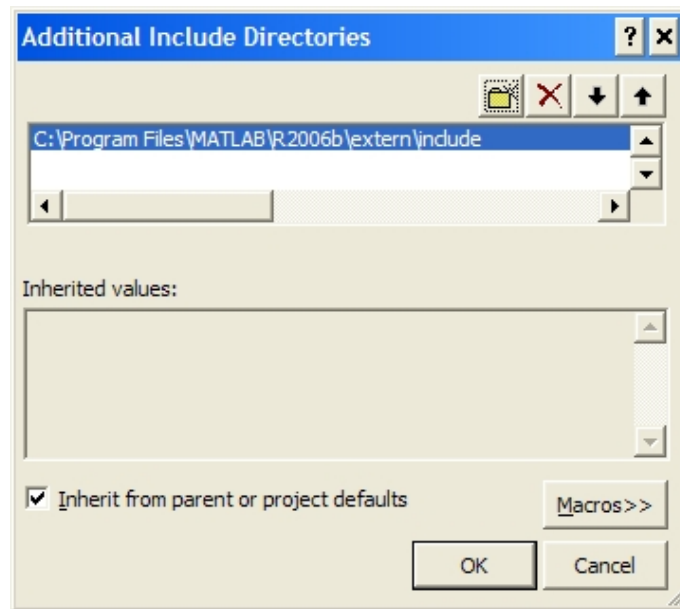 Additional Include Directories
C:\Program Files\MATLAB\R2006b\extern\include
Inherited values:
Inherit from parent or project defaults
Macros>>
OK
Cancel